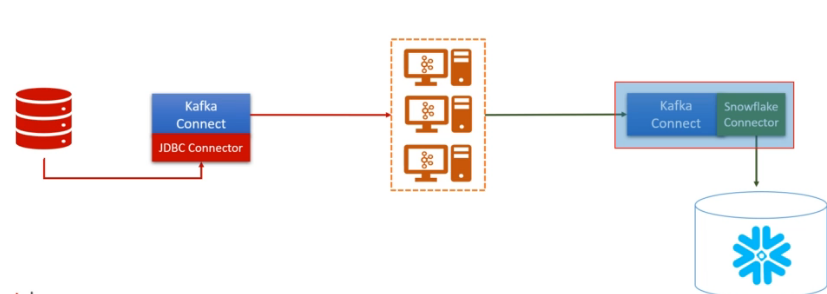 Kafka
Connect
JDBC Connector
Kafka
Connect
Snowflake
Connector